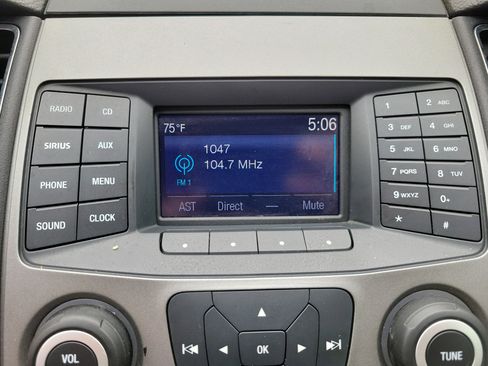 RADIO CD
SIRIUS AUX
PHONE MENU
SOUND CLOCK
75°F 5:06
1047
104.7 MHz
FM 1
AST Direct — Mute
1 2 ABC
3 DEF 4 GHI
5 JKL 6 MNO
7 PQRS 8 TUV
9 WXYZ 0+
* #
VOL
OK
TUNE